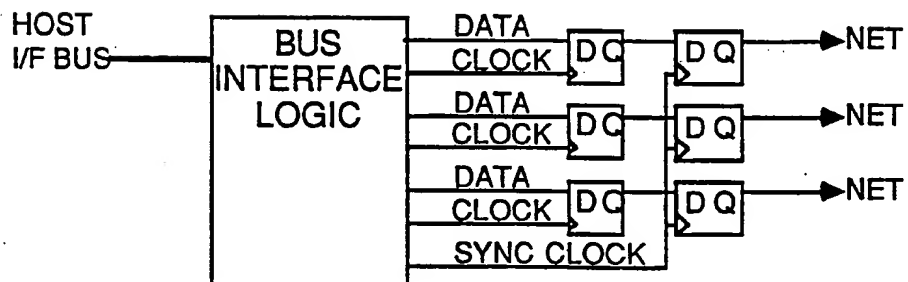 HOST
I/F BUS
BUS
INTERFACE
LOGIC
DATA
CLOCK
D Q
D Q
NET
DATA
CLOCK
D Q
D Q
NET
DATA
CLOCK
D Q
D Q
NET
SYNC CLOCK